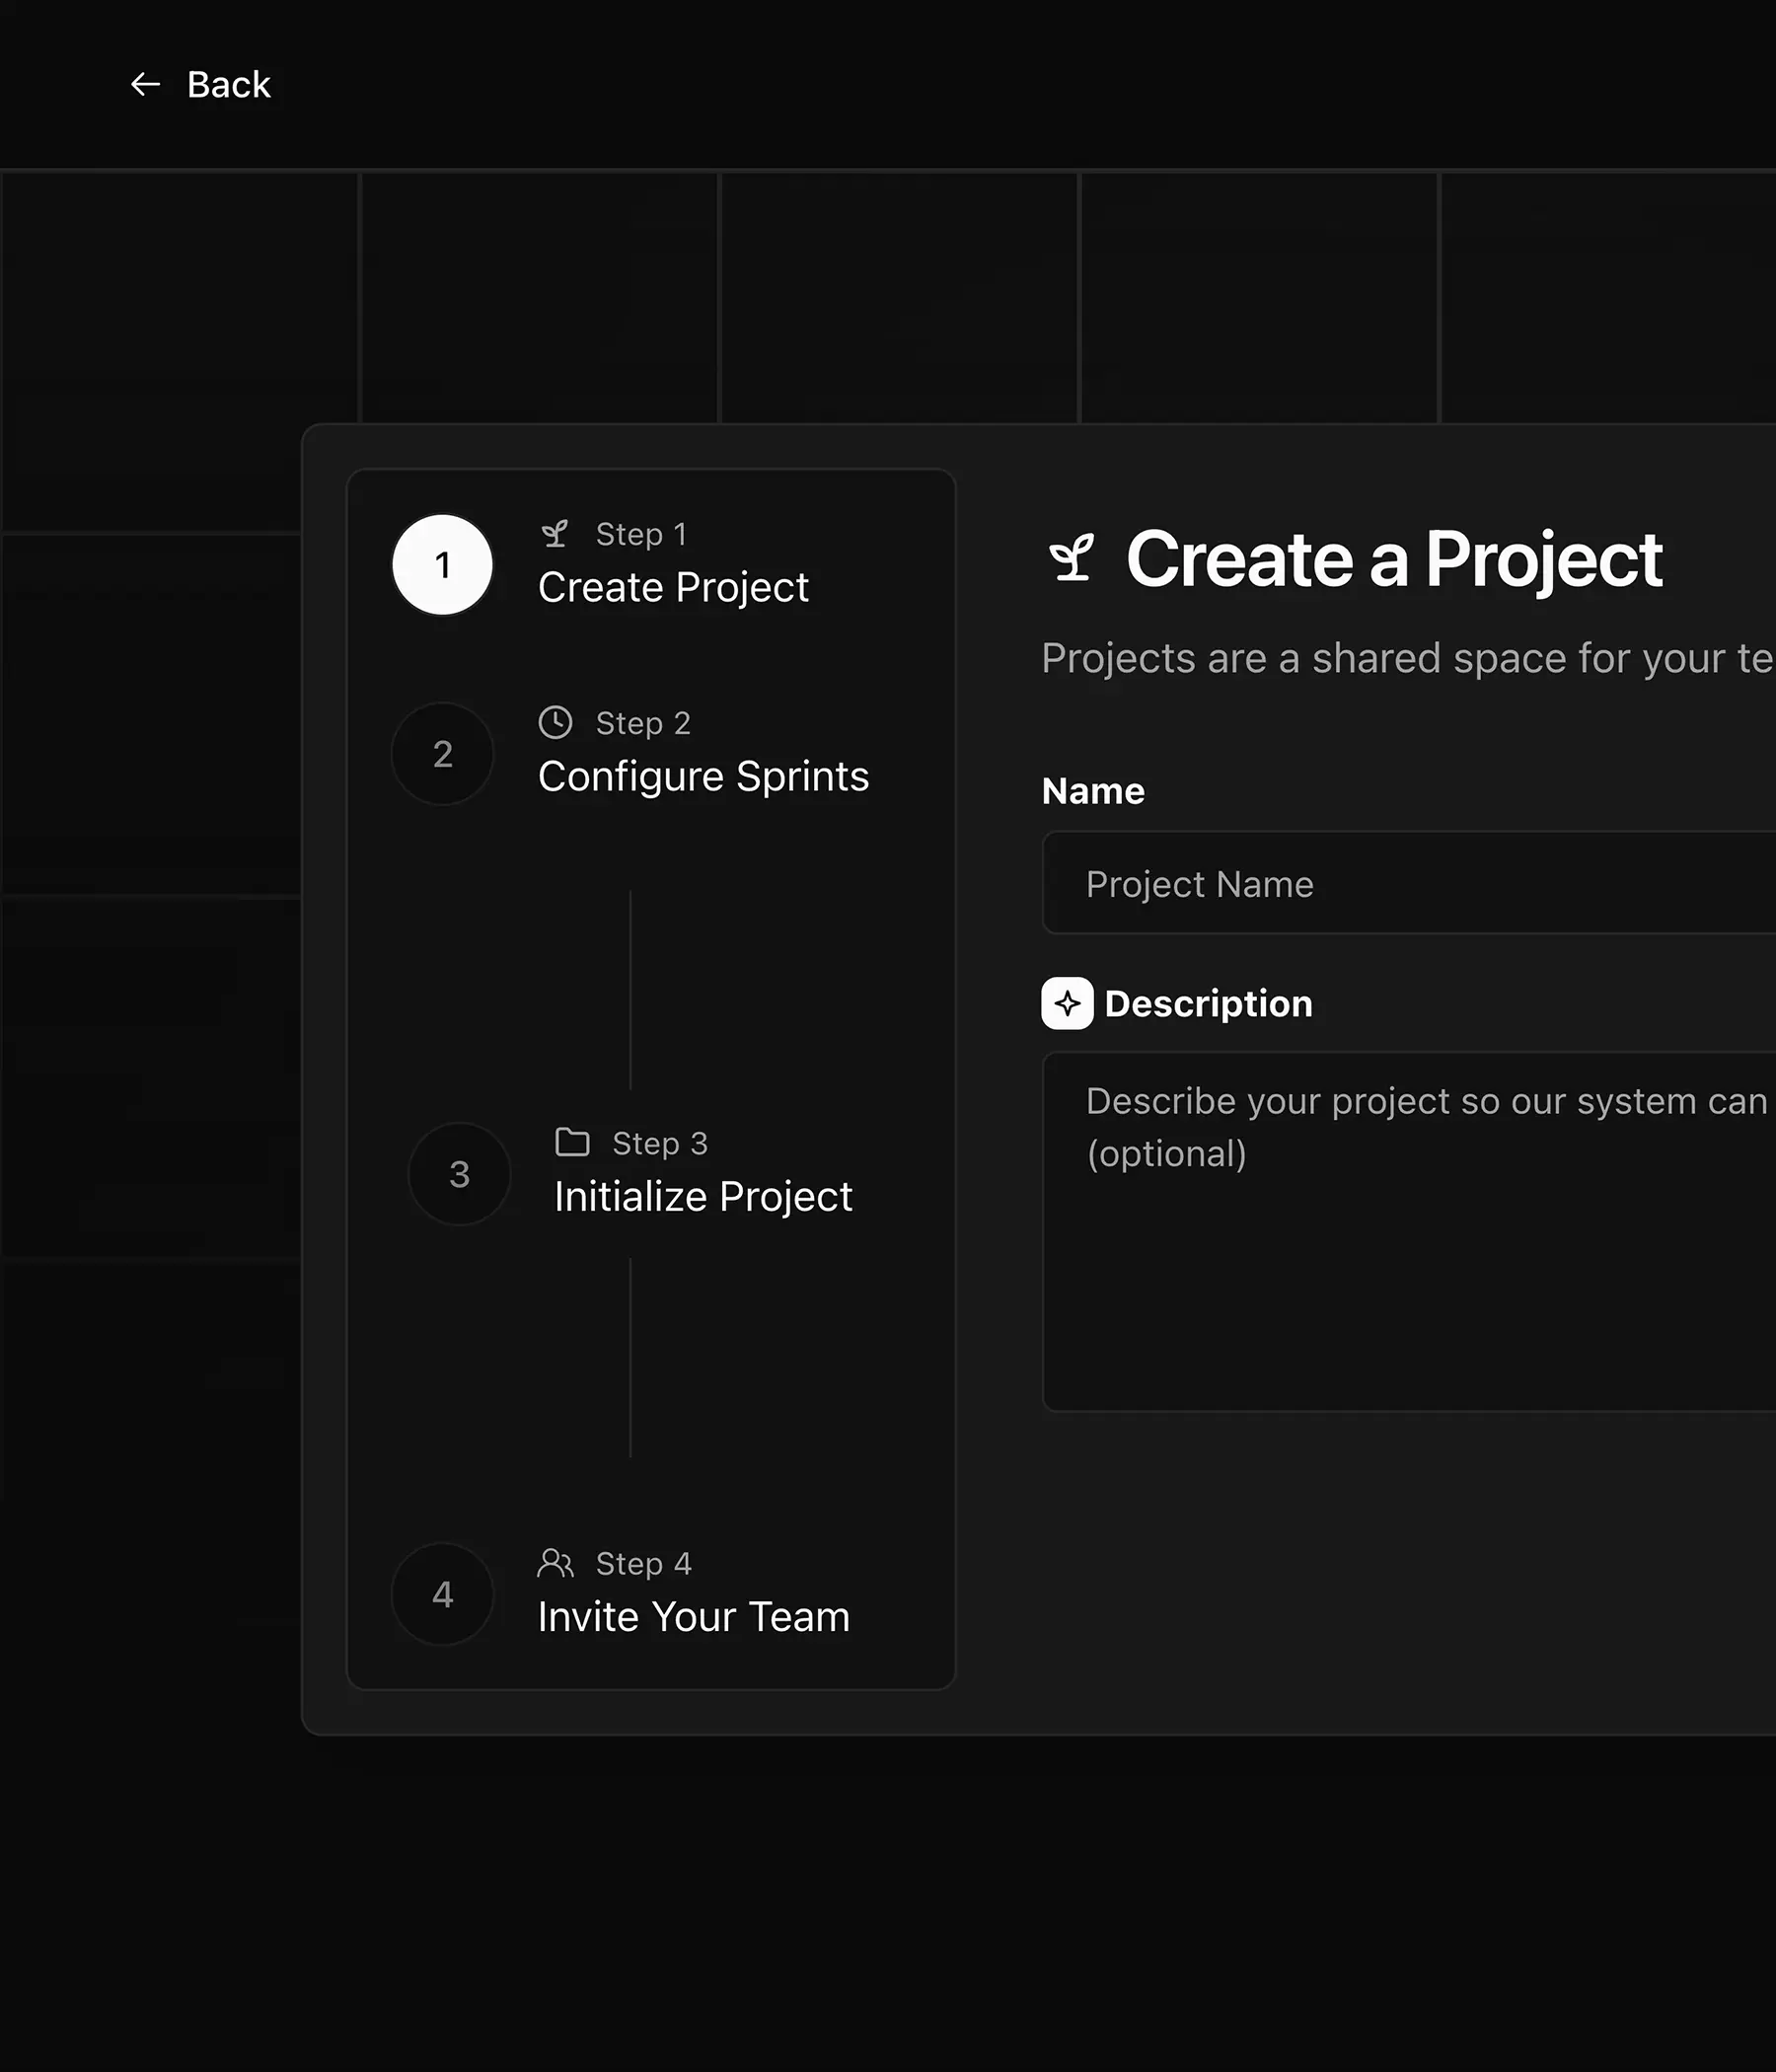 Back
1
Step 1
Create Project
2
Step 2
Configure Sprints
3
Step 3
Initialize Project
4
Step 4
Invite Your Team
Create a Project
Projects are a shared space for your te
Name
Project Name
Description
Describe your project so our system can
(optional)